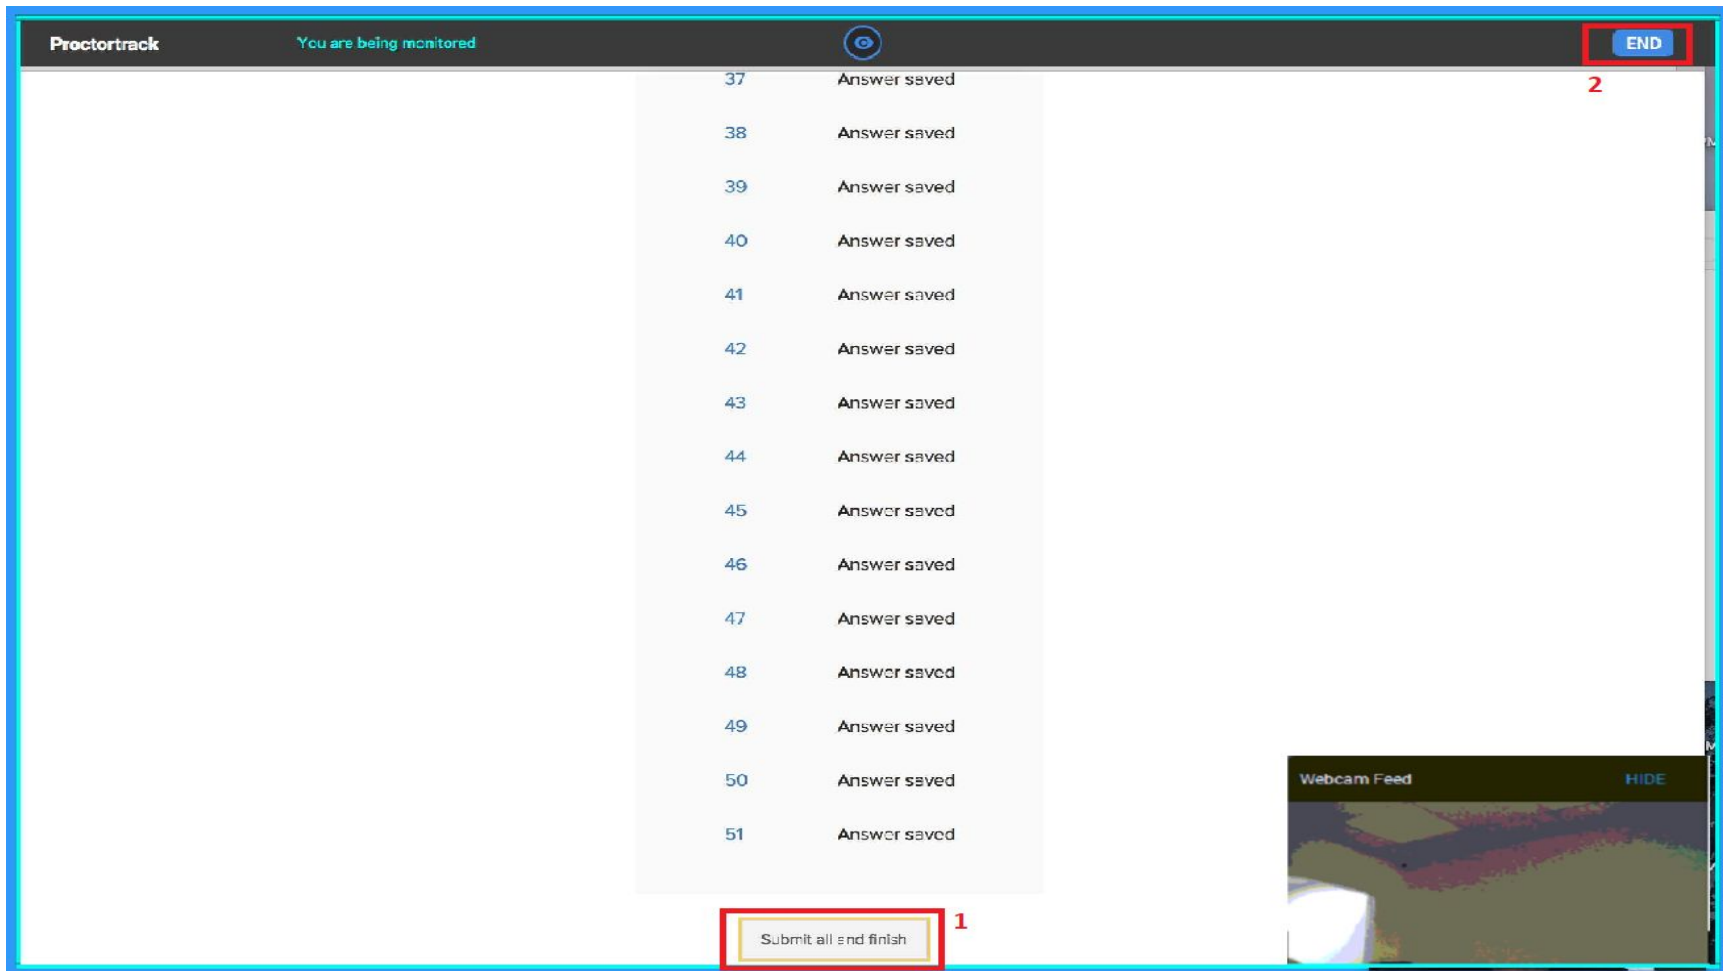 Proctortrack You are being monitored END
2
37 Answer saved
38 Answer saved
39 Answer saved
40 Answer saved
41 Answer saved
42 Answer saved
43 Answer saved
44 Answer saved
45 Answer saved
46 Answer saved
47 Answer saved
48 Answer saved
49 Answer saved
50 Answer saved
51 Answer saved
Webcam Feed HIDE
1
Submit all and finish